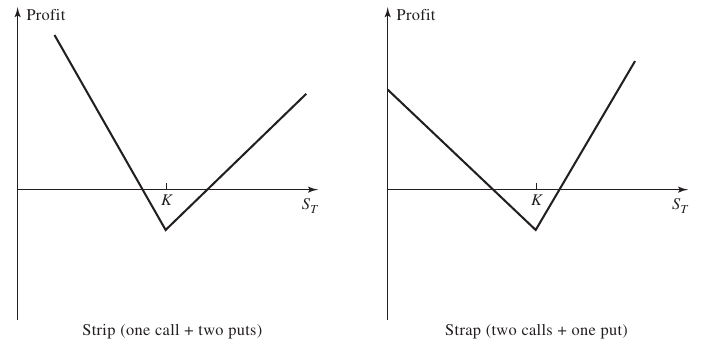 Profit
K
S_T
Strip (one call + two puts)
Profit
K
S_T
Strap (two calls + one put)